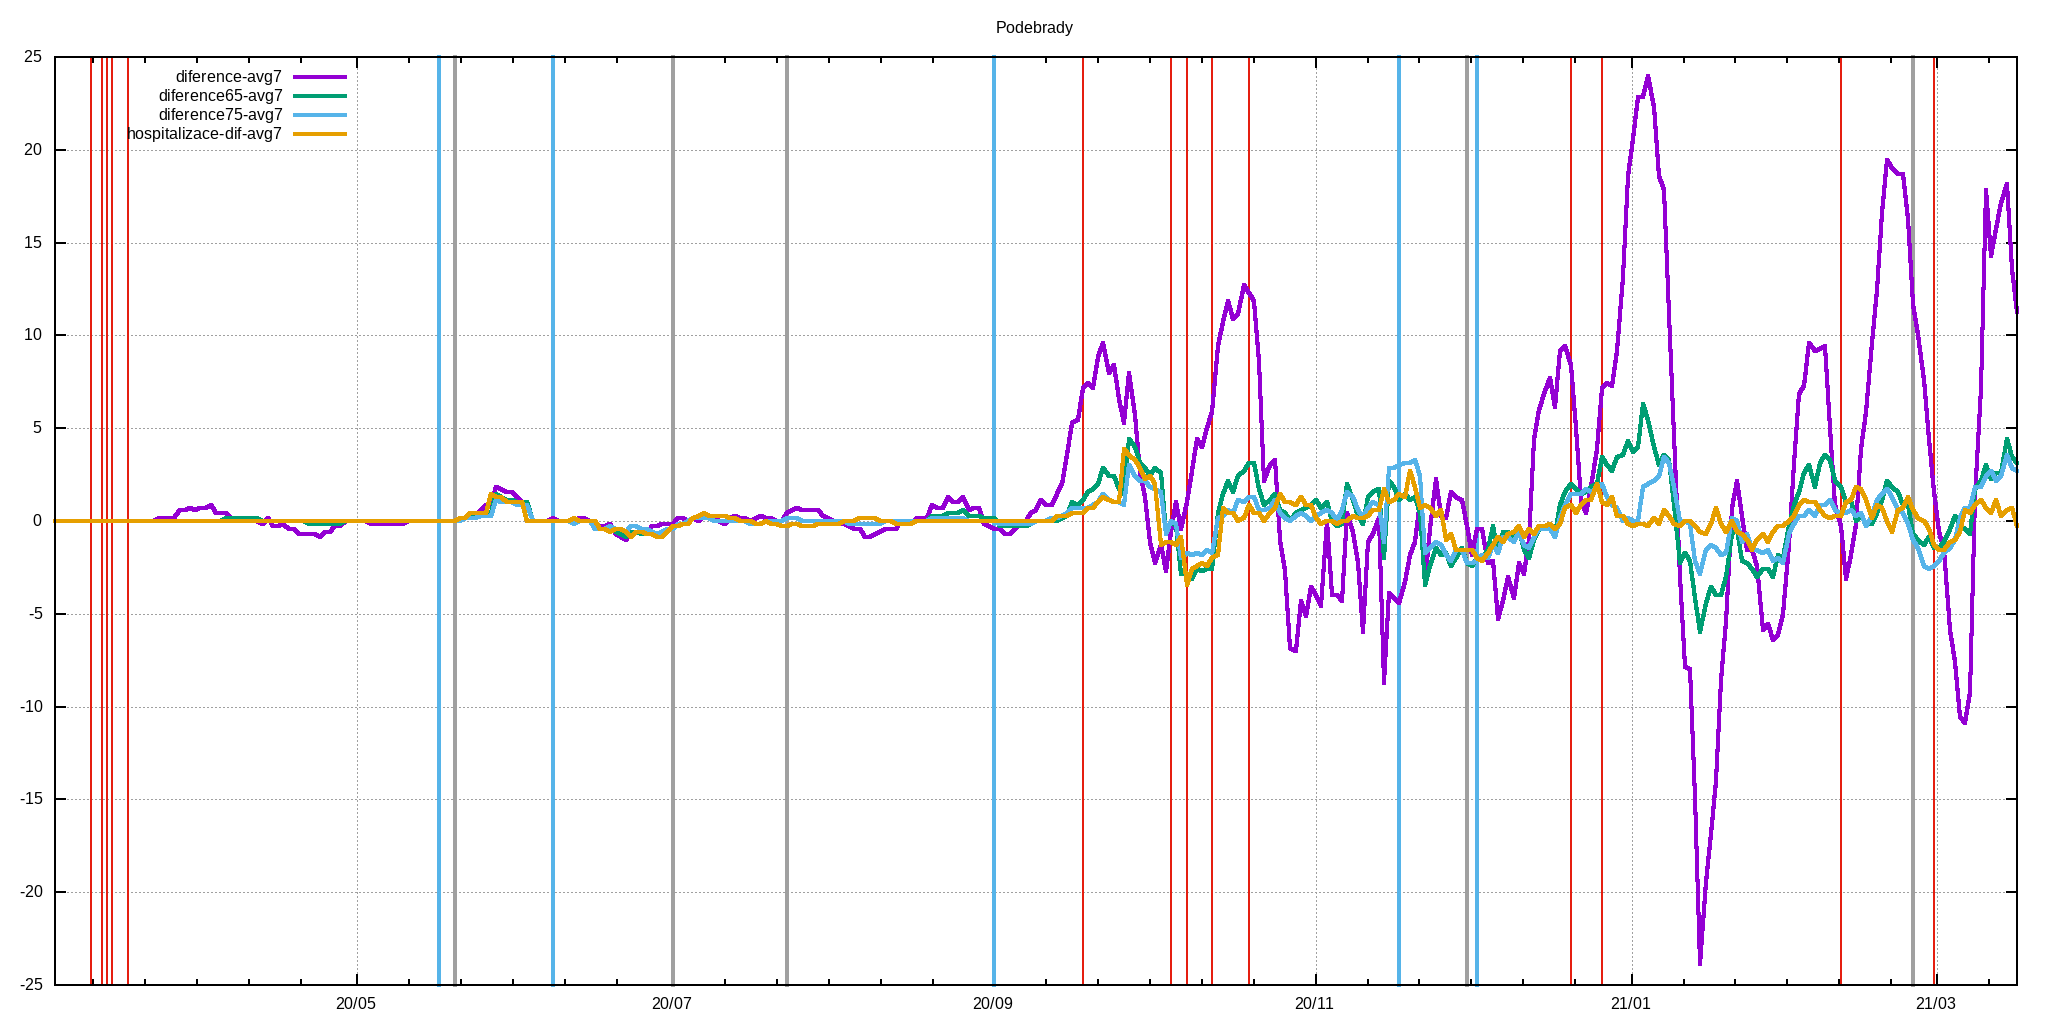 Podebrady
diference-avg7
diference65-avg7
diference75-avg7
hospitalizace-dif-avg7
25
20
15
10
5
0
-5
-10
-15
-20
-25
20/05 20/07 20/09 20/11 21/01 21/03